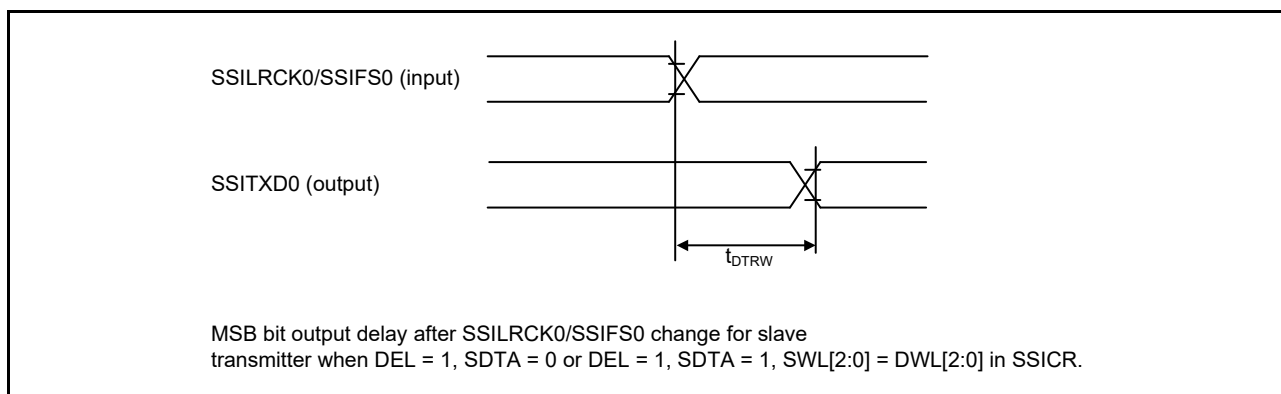 SSILRCK0/SSIFS0 (input)
SSITXD0 (output)
tDTRW
MSB bit output delay after SSILRCK0/SSIFS0 change for slave
transmitter when DEL = 1, SDTA = 0 or DEL = 1, SDTA = 1, SWL[2:0] = DWL[2:0] in SSICR.